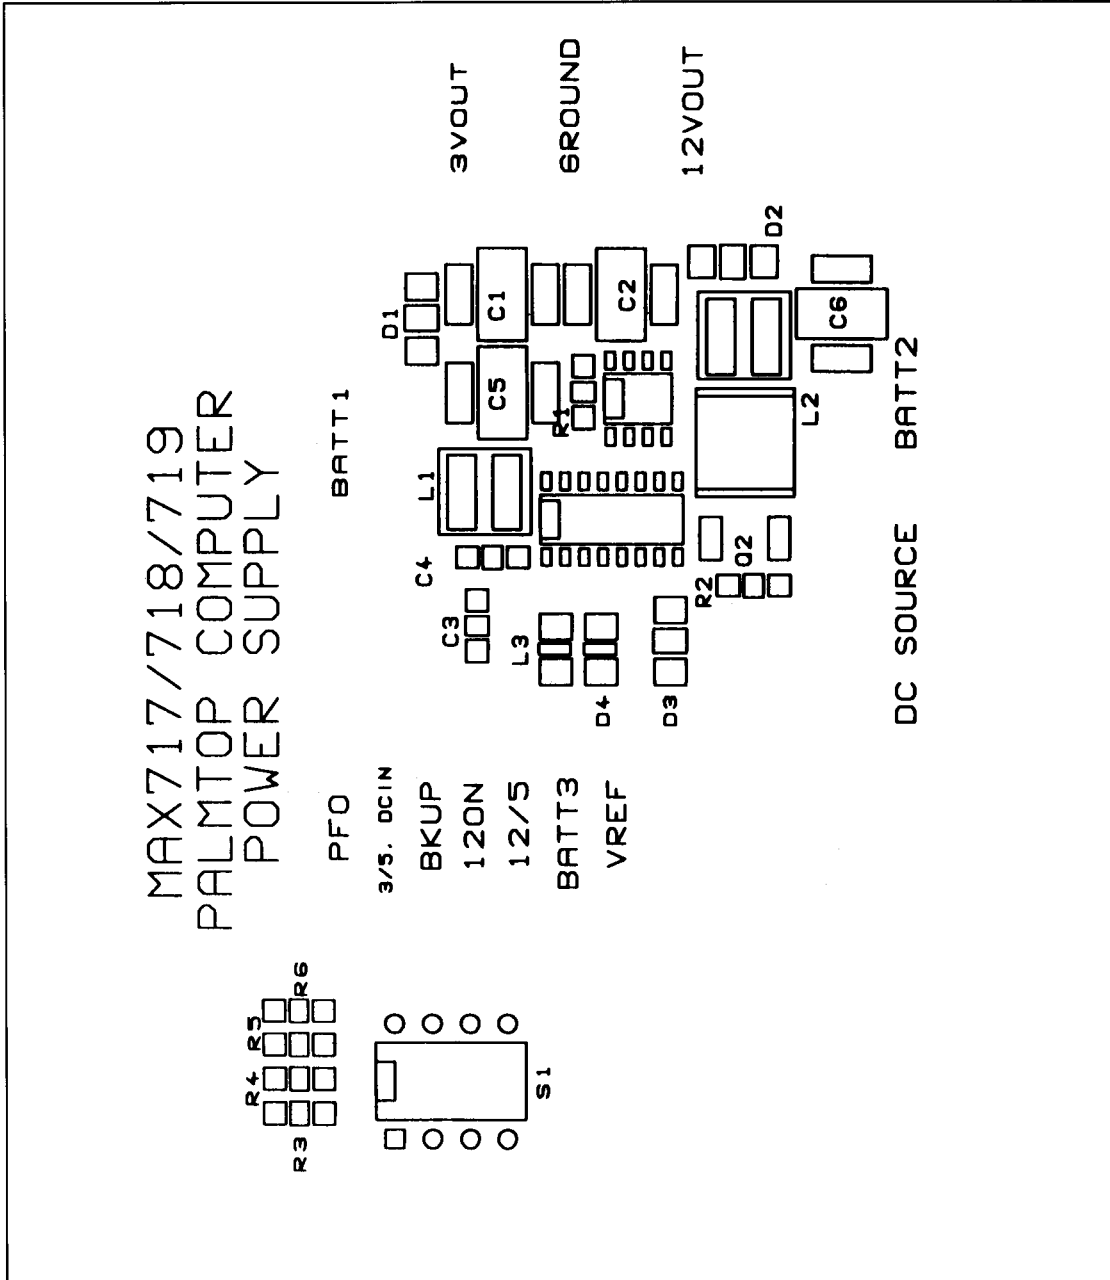 MAX717/718/719
PALMTOP COMPUTER
POWER SUPPLY
R4
R5
R3
R6
PFO
BATT1
3/5. DCIN
D1
BKUP
C4
L1
3VOUT
C3
12ON
C5
C1
12/5
L3
S1
R1
BATT3
GROUND
D4
VREF
C2
D3
12VOUT
R2
Q2
D2
L2
C6
DC SOURCE
BATT2